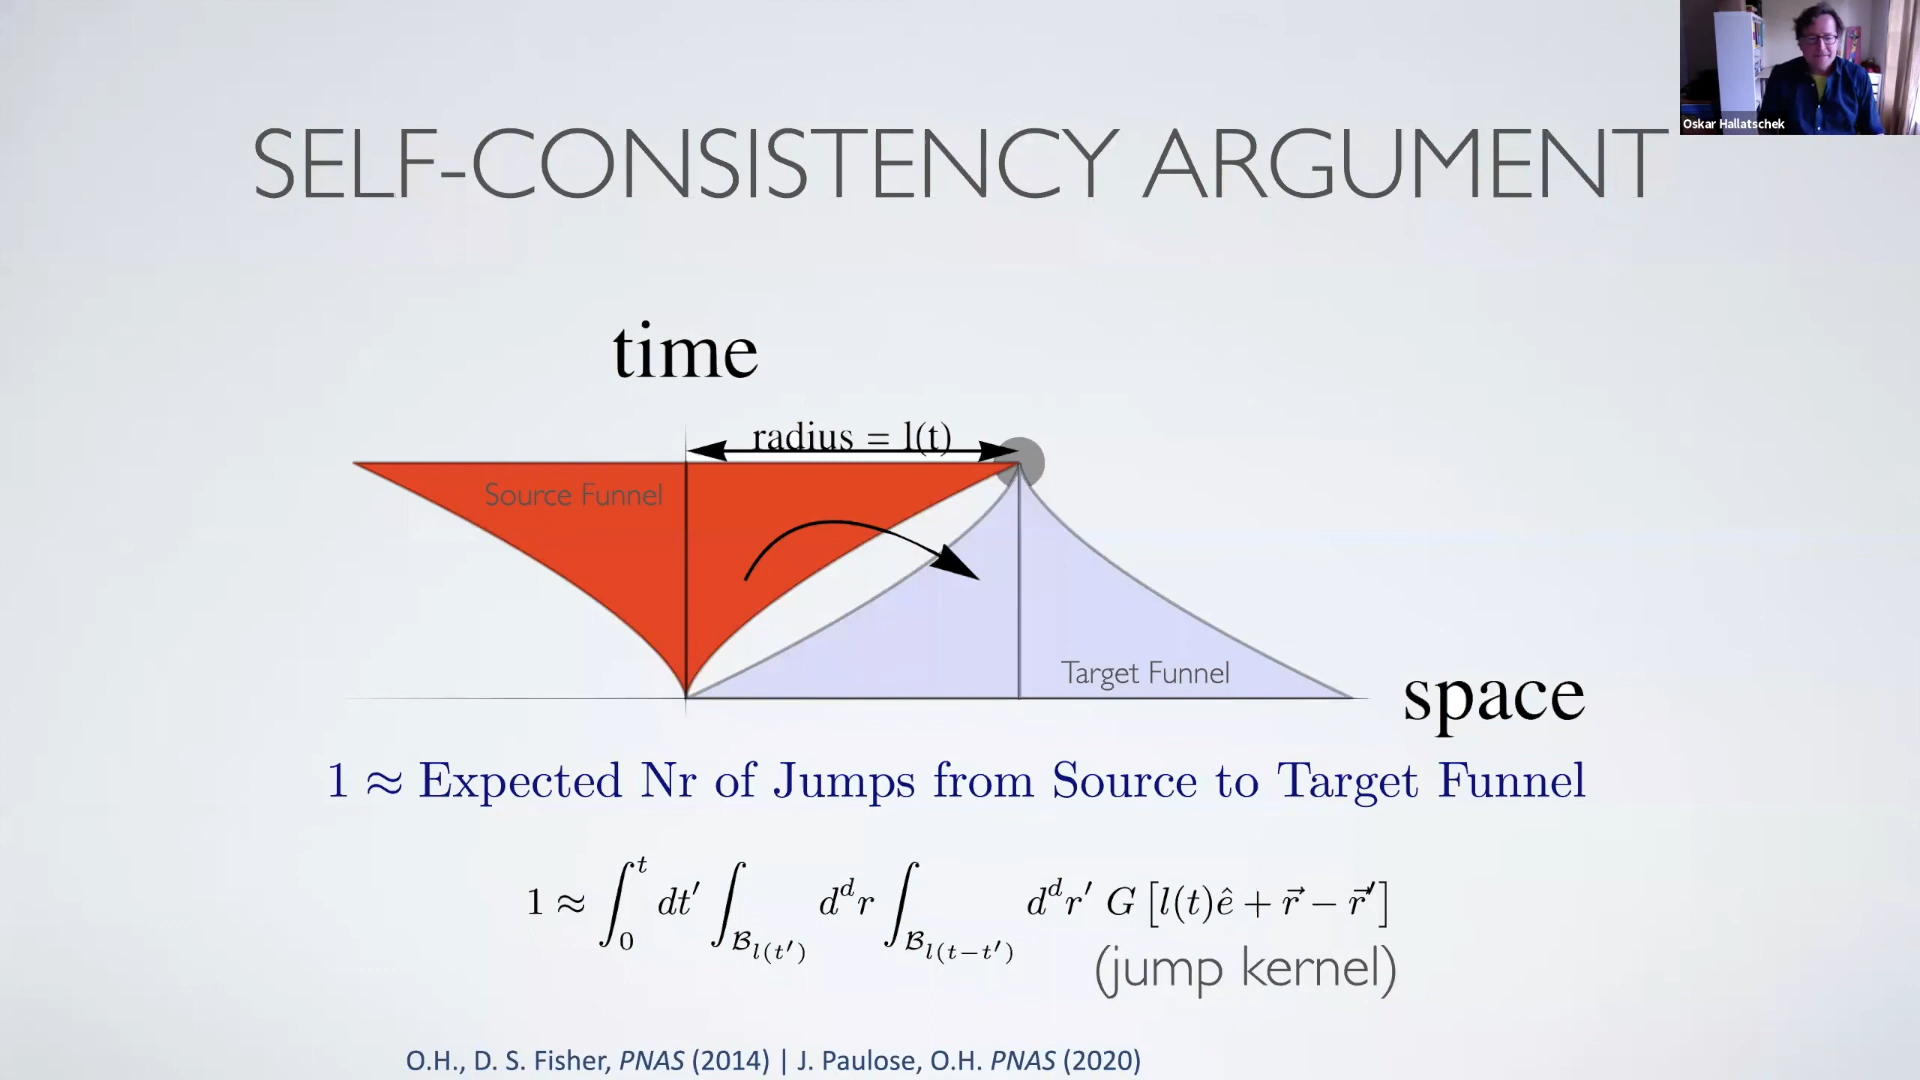 Oskar Hallatschek
SELF-CONSISTENCY ARGUMENT
time
radius = l(t)
Source Funnel
Target Funnel
space
1 ≈ Expected Nr of Jumps from Source to Target Funnel
1 ≈ ∫₀ᵗ dt′ ∫_{𝓑_{l(t′)}} dᵈr ∫_{𝓑_{l(t−t′)}} dᵈr′ G [l(t)ê + r⃗ − r⃗′]
(jump kernel)
O.H., D. S. Fisher, PNAS (2014) | J. Paulose, O.H. PNAS (2020)